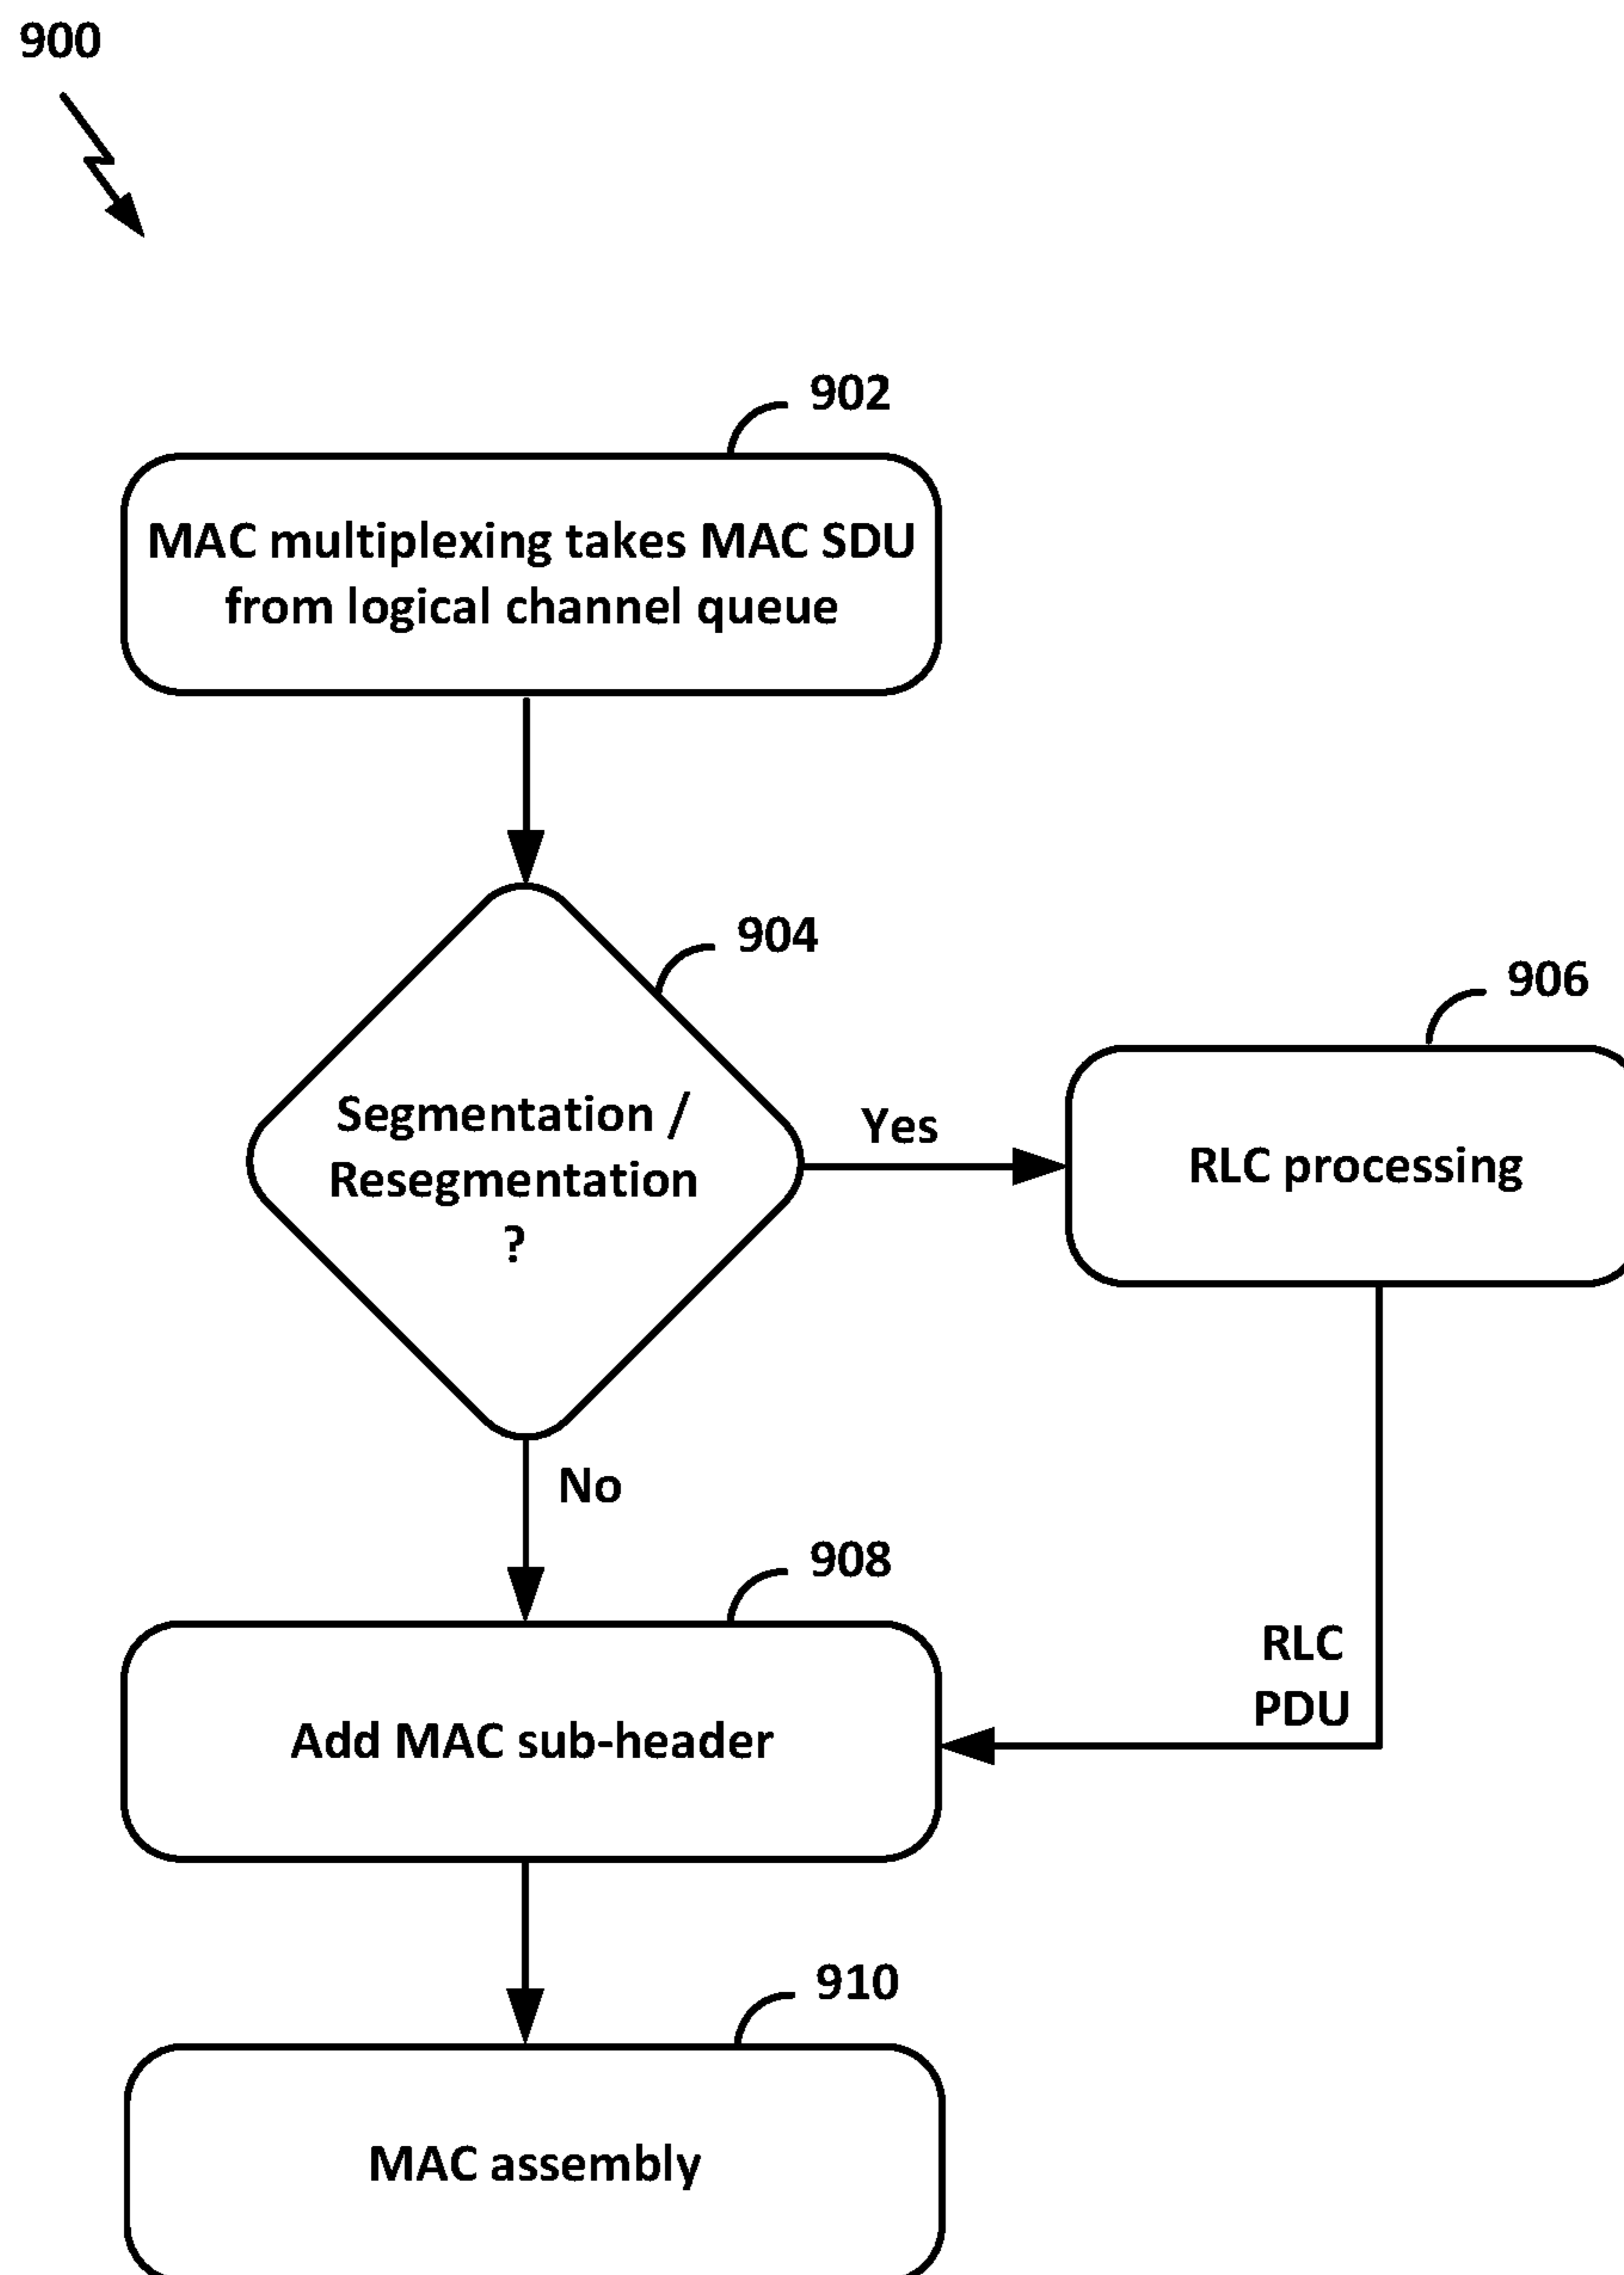 900
902
MAC multiplexing takes MAC SDU
from logical channel queue
904
906
Segmentation /
Resegmentation
?
Yes
RLC processing
No
908
RLC
PDU
Add MAC sub-header
910
MAC assembly